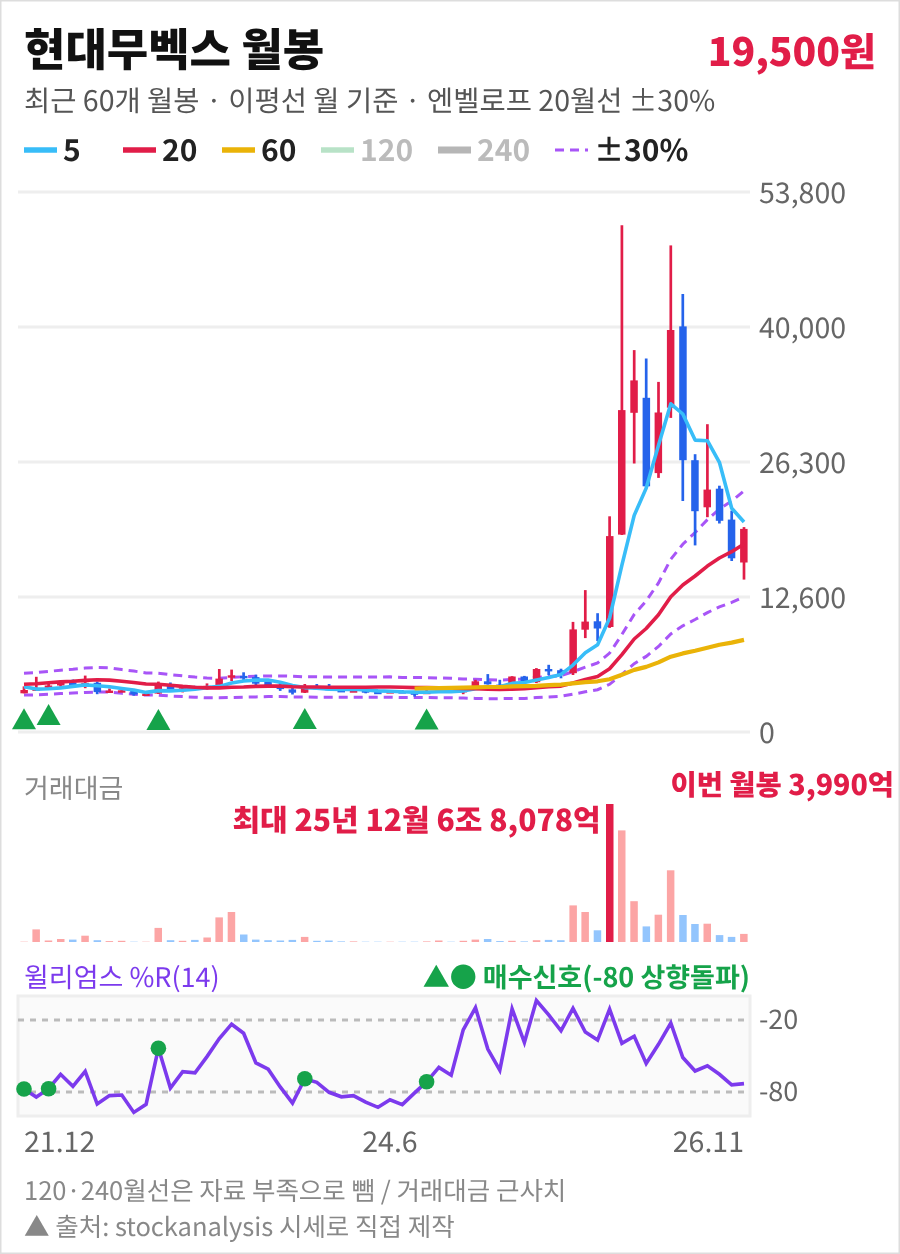 현대무벡스 월봉 19,500원
최근 60개 월봉 · 이평선 월 기준 · 엔벨로프 20월선 ±30%
5 20 60 120 240 ±30%
53,800
40,000
26,300
12,600
0
거래대금 이번 월봉 3,990억
최대 25년 12월 6조 8,078억
윌리엄스 %R(14) ▲● 매수신호(-80 상향돌파)
-20
-80
21.12 24.6 26.11
120·240월선은 자료 부족으로 뺌 / 거래대금 근사치
▲ 출처: stockanalysis 시세로 직접 제작